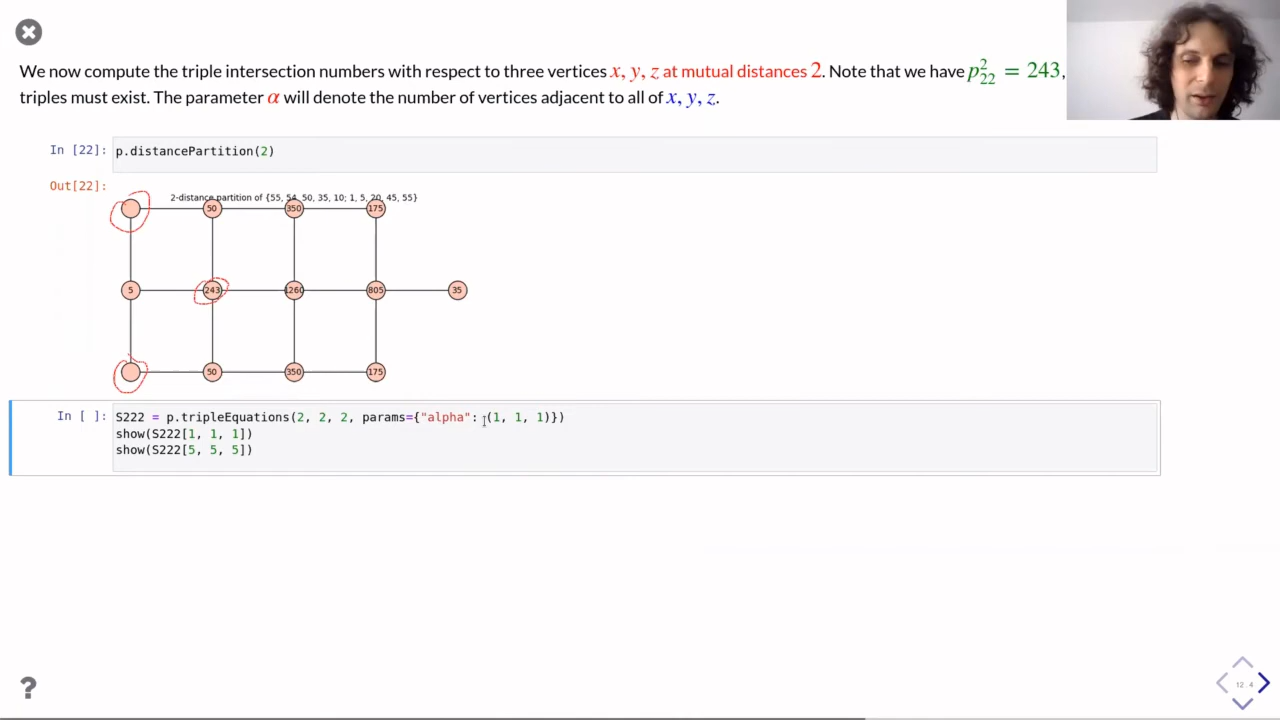 We now compute the triple intersection numbers with respect to three vertices x, y, z at mutual distances 2. Note that we have p²₂₂ = 243,
triples must exist. The parameter α will denote the number of vertices adjacent to all of x, y, z.
In [22]: p.distancePartition(2)
Out[22]:
2-distance partition of {55, 54, 50, 35, 10; 1, 5, 20, 45, 55}
50 350 175
5 243 1260 805 35
50 350 175
In [ ]: S222 = p.tripleEquations(2, 2, 2, params={"alpha": (1, 1, 1)})
show(S222[1, 1, 1])
show(S222[5, 5, 5])
?
12.4